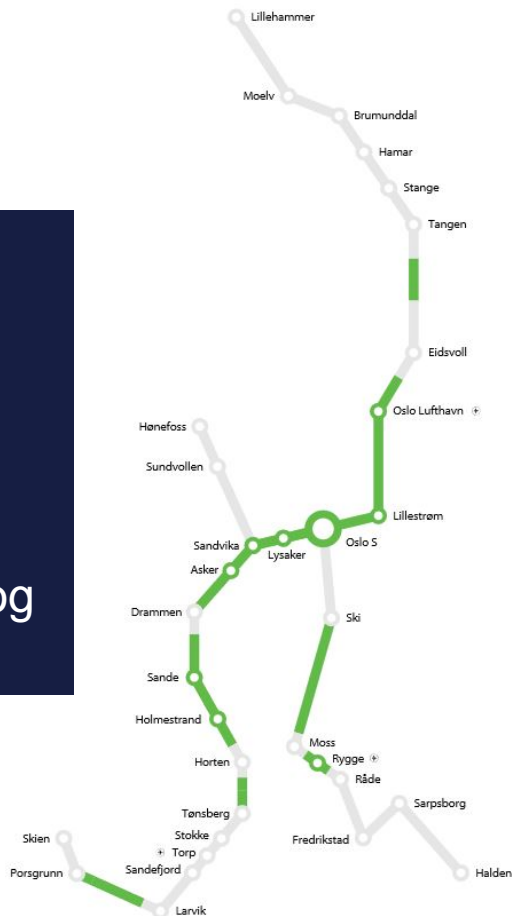 Lillehammer
Moelv
Brumunddal
Hamar
Stange
Tangen
Eidsvoll
Oslo Lufthavn
Hønefoss
Sundvollen
Lillestrøm
Sandvika
Oslo S
Lysaker
Asker
og
Drammen
Ski
Sande
Holmestrand
Moss
Rygge
Horten
Råde
Sarpsborg
Tønsberg
Stokke
Skien
Fredrikstad
Torp
Sandefjord
Porsgrunn
Halden
Larvik